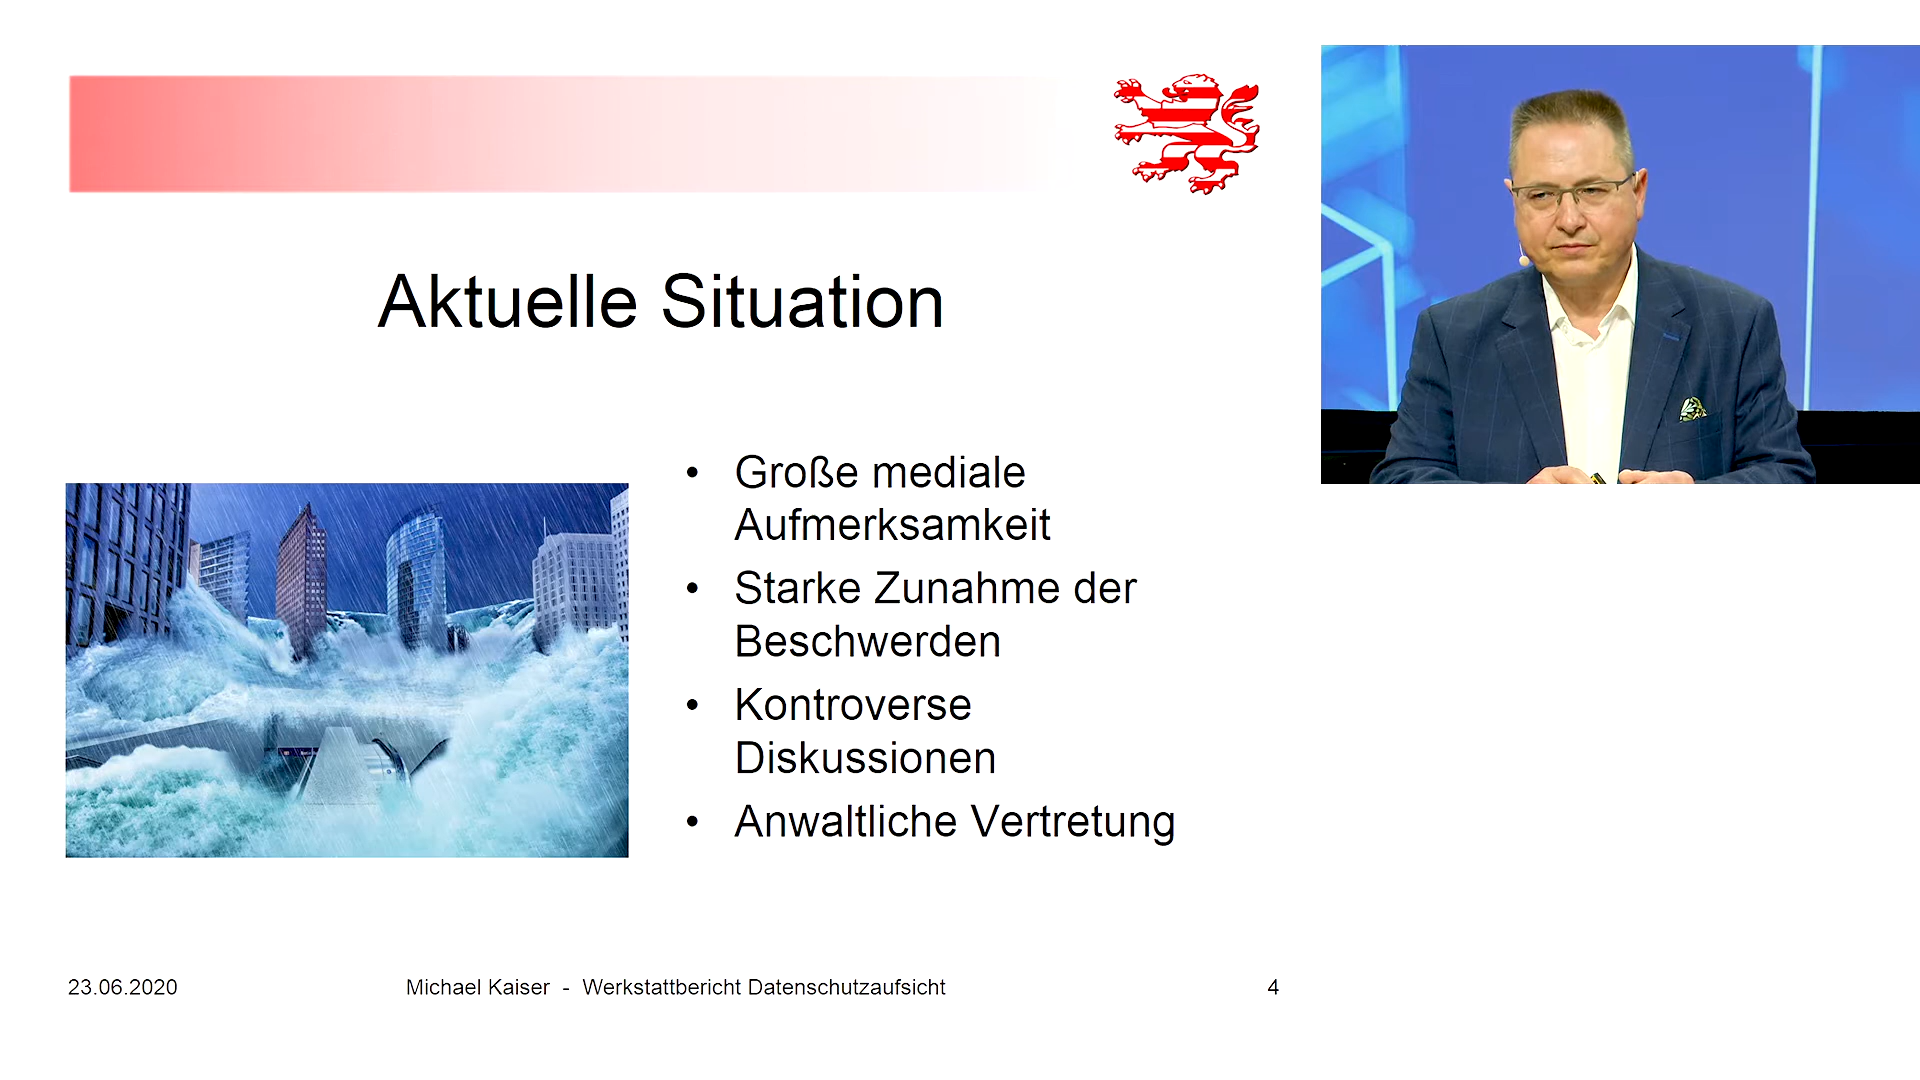 Aktuelle Situation
• Große mediale
Aufmerksamkeit
• Starke Zunahme der
Beschwerden
• Kontroverse
Diskussionen
• Anwaltliche Vertretung
23.06.2020
Michael Kaiser - Werkstattbericht Datenschutzaufsicht
4